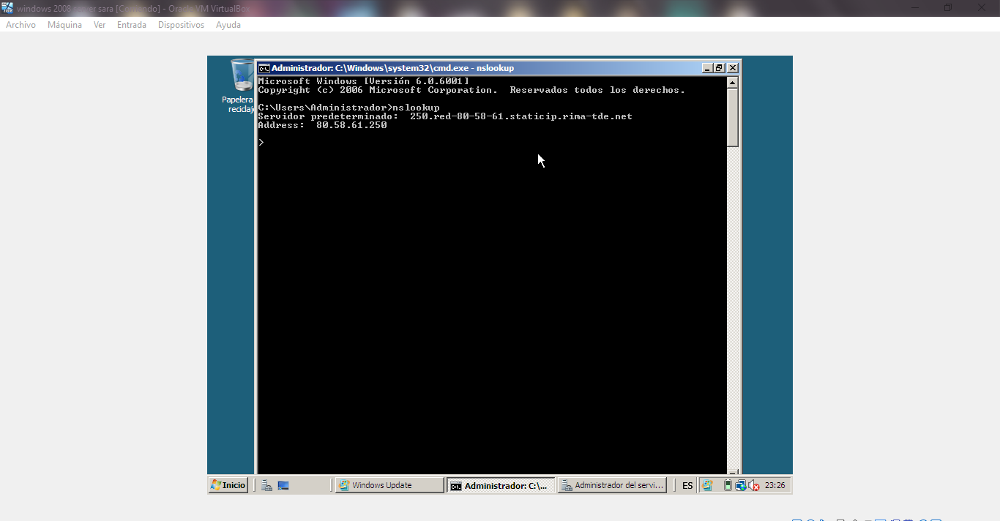 windows 2008 server sara [Corriendo] - Oracle VM VirtualBox
Archivo Máquina Ver Entrada Dispositivos Ayuda
Papelera
reciclaje
Administrador: C:\Windows\system32\cmd.exe - nslookup
Microsoft Windows [Versión 6.0.6001]
Copyright (c) 2006 Microsoft Corporation. Reservados todos los derechos.
C:\Users\Administrador>nslookup
Servidor predeterminado: 250.red-80-58-61.staticip.rima-tde.net
Address: 80.58.61.250
>
Inicio Windows Update Administrador: C:\... Administrador del servi... ES 23:26